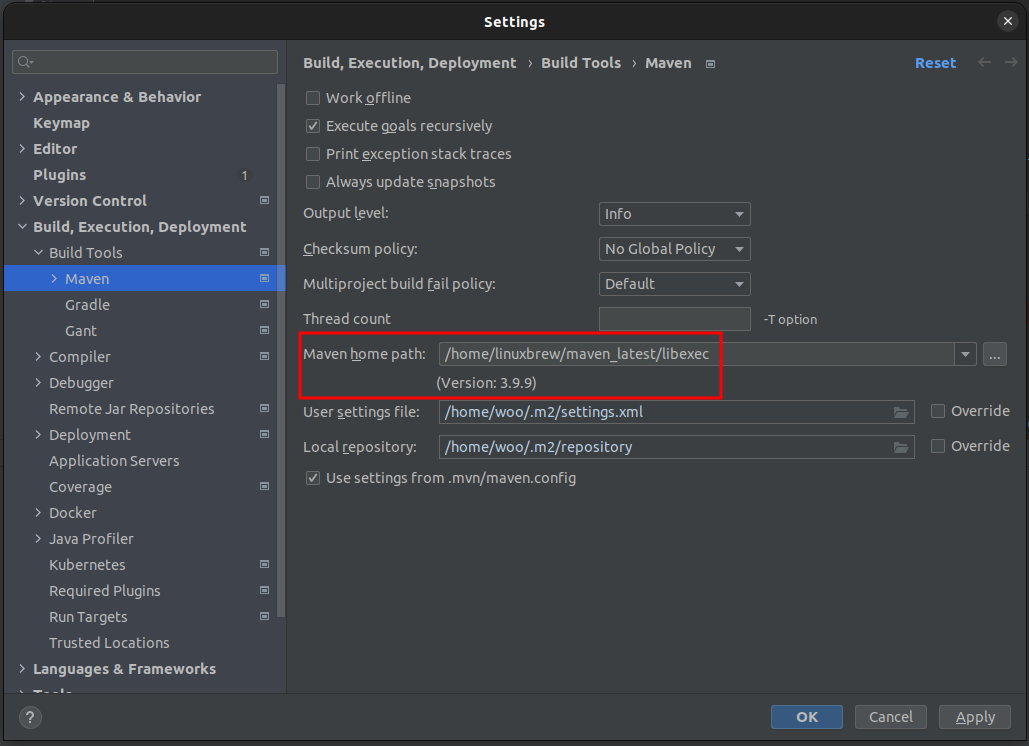 Settings
Appearance & Behavior
Keymap
Editor
Plugins 1
Version Control
Build, Execution, Deployment
Build Tools
Maven
Gradle
Gant
Compiler
Debugger
Remote Jar Repositories
Deployment
Application Servers
Coverage
Docker
Java Profiler
Kubernetes
Required Plugins
Run Targets
Trusted Locations
Languages & Frameworks
Tools
?
Build, Execution, Deployment › Build Tools › Maven Reset
Work offline
Execute goals recursively
Print exception stack traces
Always update snapshots
Output level: Info
Checksum policy: No Global Policy
Multiproject build fail policy: Default
Thread count -T option
Maven home path: /home/linuxbrew/maven_latest/libexec ...
(Version: 3.9.9)
User settings file: /home/woo/.m2/settings.xml Override
Local repository: /home/woo/.m2/repository Override
Use settings from .mvn/maven.config
OK Cancel Apply